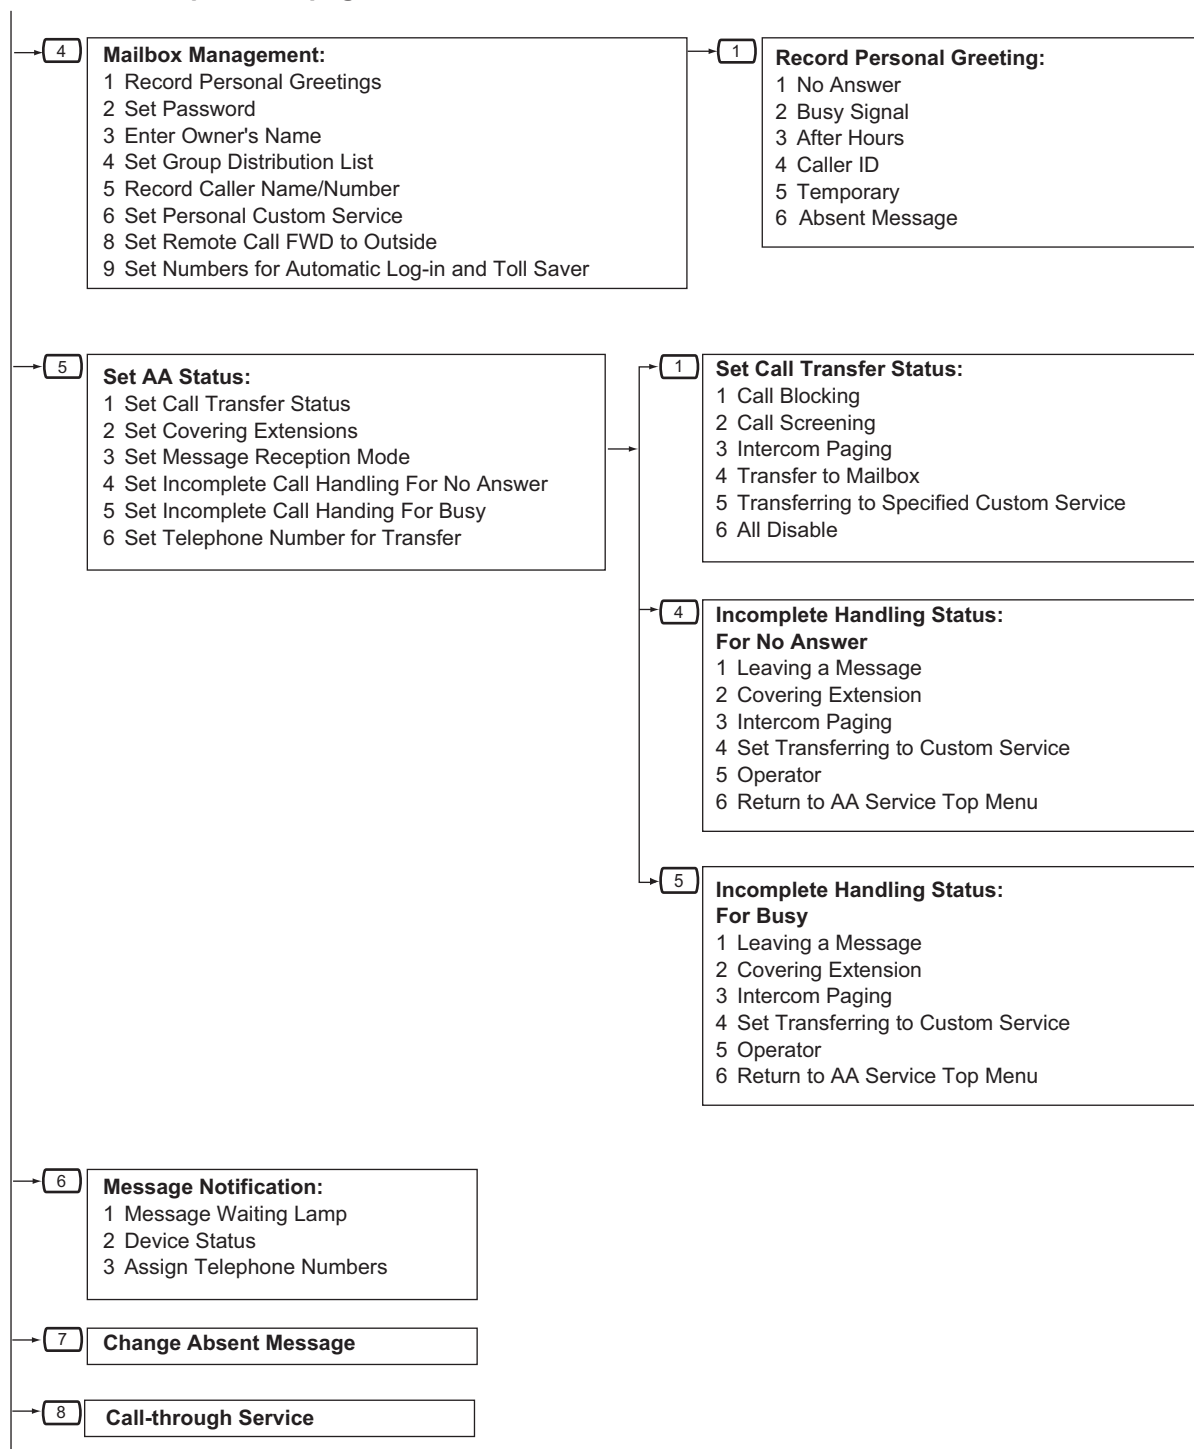 4
Mailbox Management:
1 Record Personal Greetings
2 Set Password
3 Enter Owner's Name
4 Set Group Distribution List
5 Record Caller Name/Number
6 Set Personal Custom Service
8 Set Remote Call FWD to Outside
9 Set Numbers for Automatic Log-in and Toll Saver
1
Record Personal Greeting:
1 No Answer
2 Busy Signal
3 After Hours
4 Caller ID
5 Temporary
6 Absent Message
5
Set AA Status:
1 Set Call Transfer Status
2 Set Covering Extensions
3 Set Message Reception Mode
4 Set Incomplete Call Handling For No Answer
5 Set Incomplete Call Handing For Busy
6 Set Telephone Number for Transfer
1
Set Call Transfer Status:
1 Call Blocking
2 Call Screening
3 Intercom Paging
4 Transfer to Mailbox
5 Transferring to Specified Custom Service
6 All Disable
4
Incomplete Handling Status:
For No Answer
1 Leaving a Message
2 Covering Extension
3 Intercom Paging
4 Set Transferring to Custom Service
5 Operator
6 Return to AA Service Top Menu
5
Incomplete Handling Status:
For Busy
1 Leaving a Message
2 Covering Extension
3 Intercom Paging
4 Set Transferring to Custom Service
5 Operator
6 Return to AA Service Top Menu
6
Message Notification:
1 Message Waiting Lamp
2 Device Status
3 Assign Telephone Numbers
7
Change Absent Message
8
Call-through Service